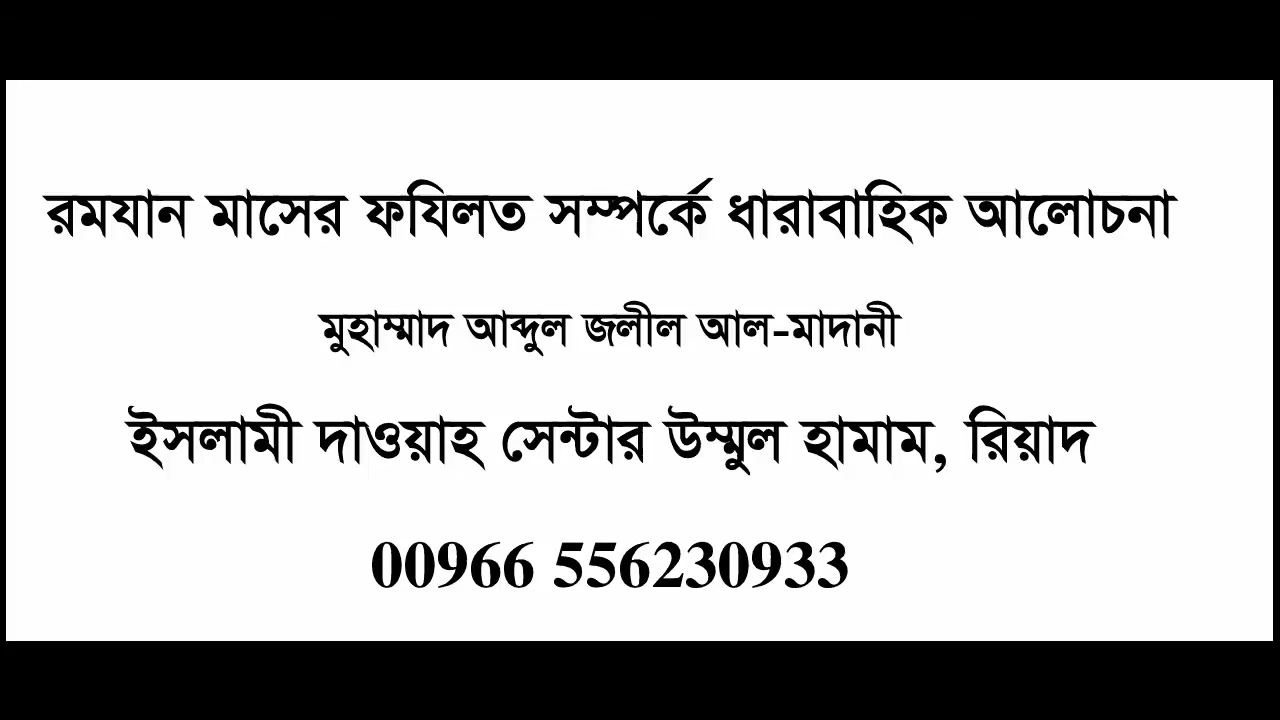 রমযান মাসের ফযিলত সম্পর্কে ধারাবাহিক আলোচনা
মুহাম্মাদ আব্দুল জলীল আল-মাদানী
ইসলামী দাওয়াহ সেন্টার উম্মুল হামাম, রিয়াদ
00966 556230933